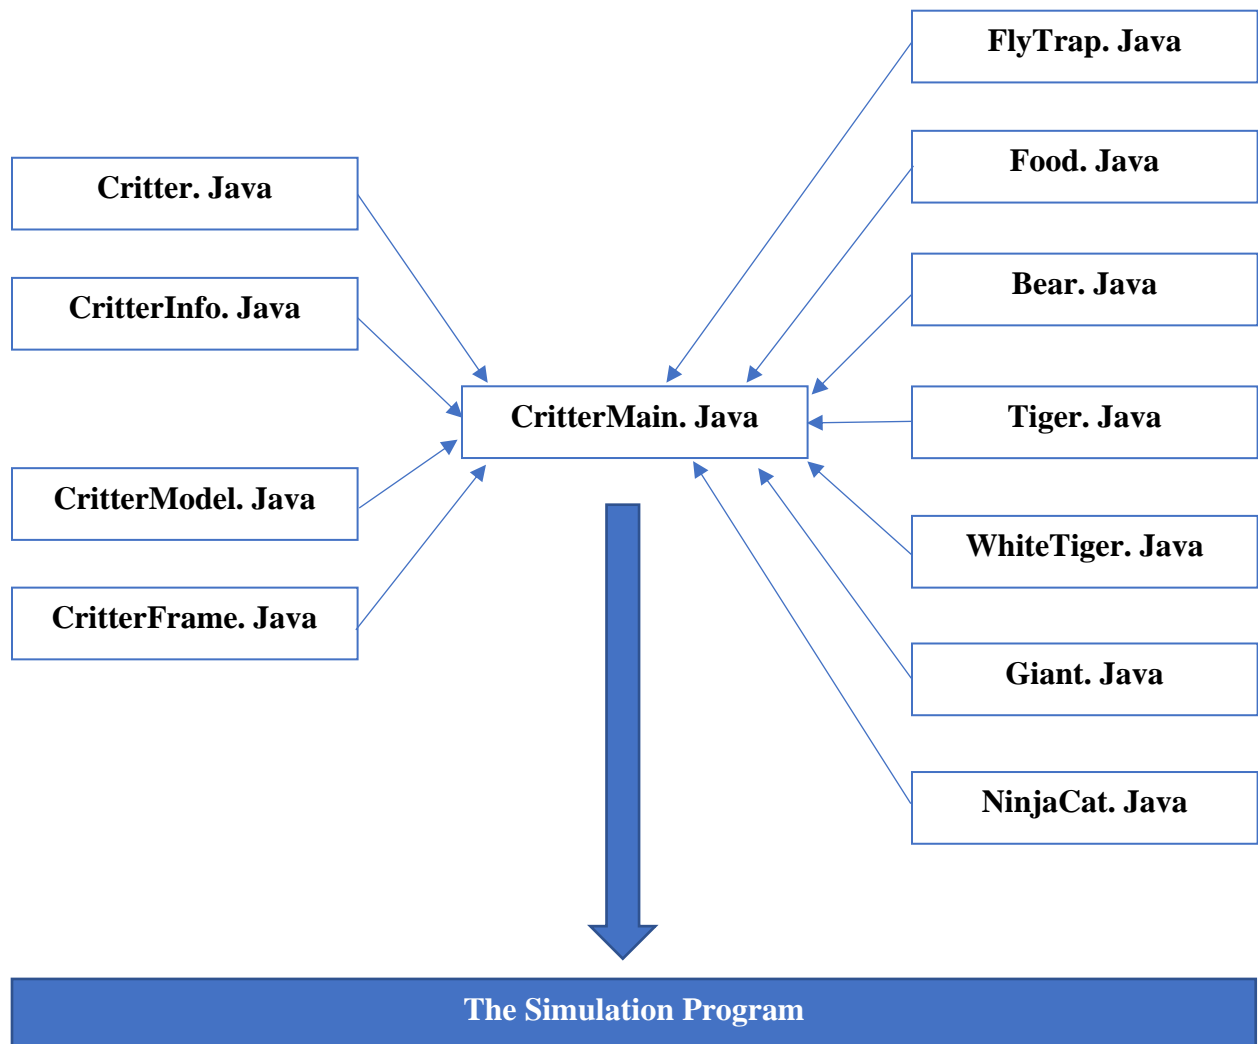 FlyTrap. Java
Food. Java
Critter. Java
Bear. Java
CritterInfo. Java
CritterMain. Java
Tiger. Java
CritterModel. Java
WhiteTiger. Java
CritterFrame. Java
Giant. Java
NinjaCat. Java
The Simulation Program